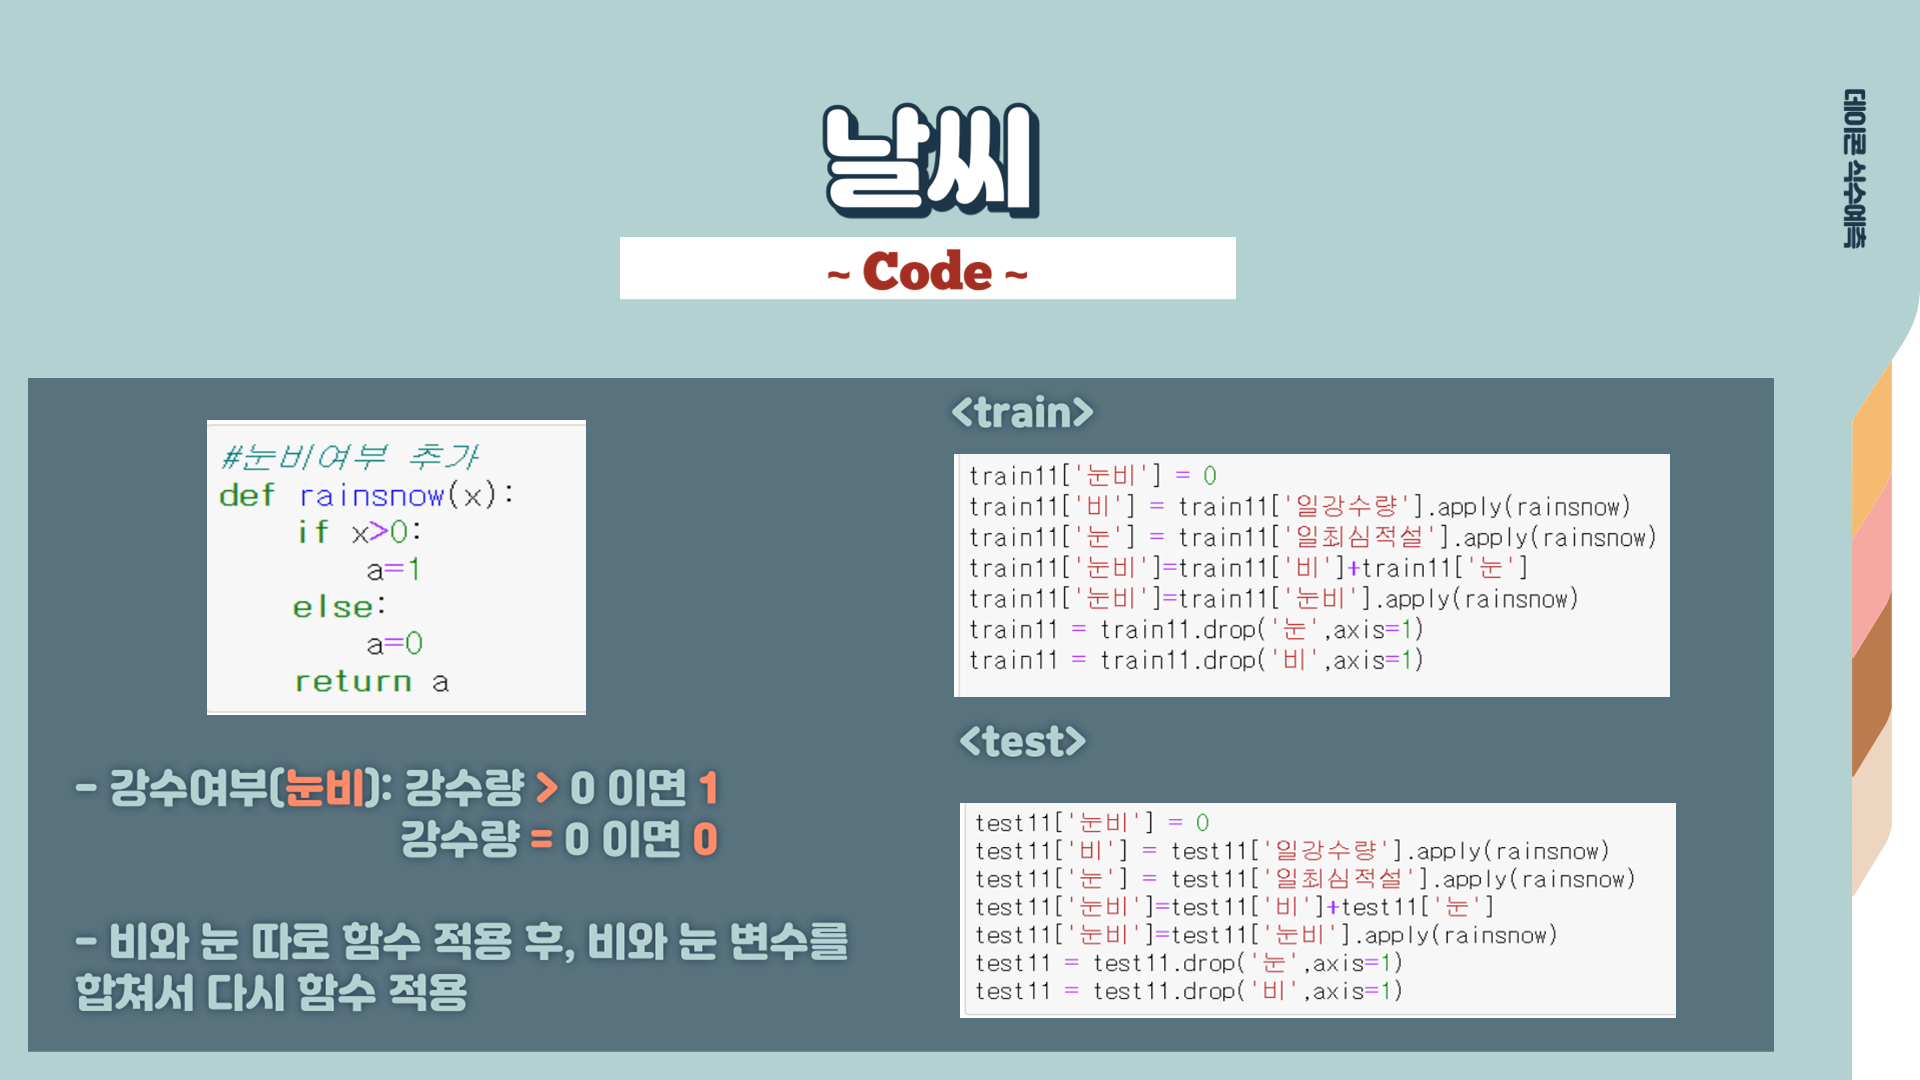 날씨
~ Code ~
데이콘 식수예측
#눈비여부 추가
def rainsnow(x):
    if x>0:
        a=1
    else:
        a=0
    return a
- 강수여부(눈비): 강수량 > 0 이면 1
강수량 = 0 이면 0
- 비와 눈 따로 함수 적용 후, 비와 눈 변수를
합쳐서 다시 함수 적용
<train>
train11['눈비'] = 0
train11['비'] = train11['일강수량'].apply(rainsnow)
train11['눈'] = train11['일최심적설'].apply(rainsnow)
train11['눈비']=train11['비']+train11['눈']
train11['눈비']=train11['눈비'].apply(rainsnow)
train11 = train11.drop('눈',axis=1)
train11 = train11.drop('비',axis=1)
<test>
test11['눈비'] = 0
test11['비'] = test11['일강수량'].apply(rainsnow)
test11['눈'] = test11['일최심적설'].apply(rainsnow)
test11['눈비']=test11['비']+test11['눈']
test11['눈비']=test11['눈비'].apply(rainsnow)
test11 = test11.drop('눈',axis=1)
test11 = test11.drop('비',axis=1)